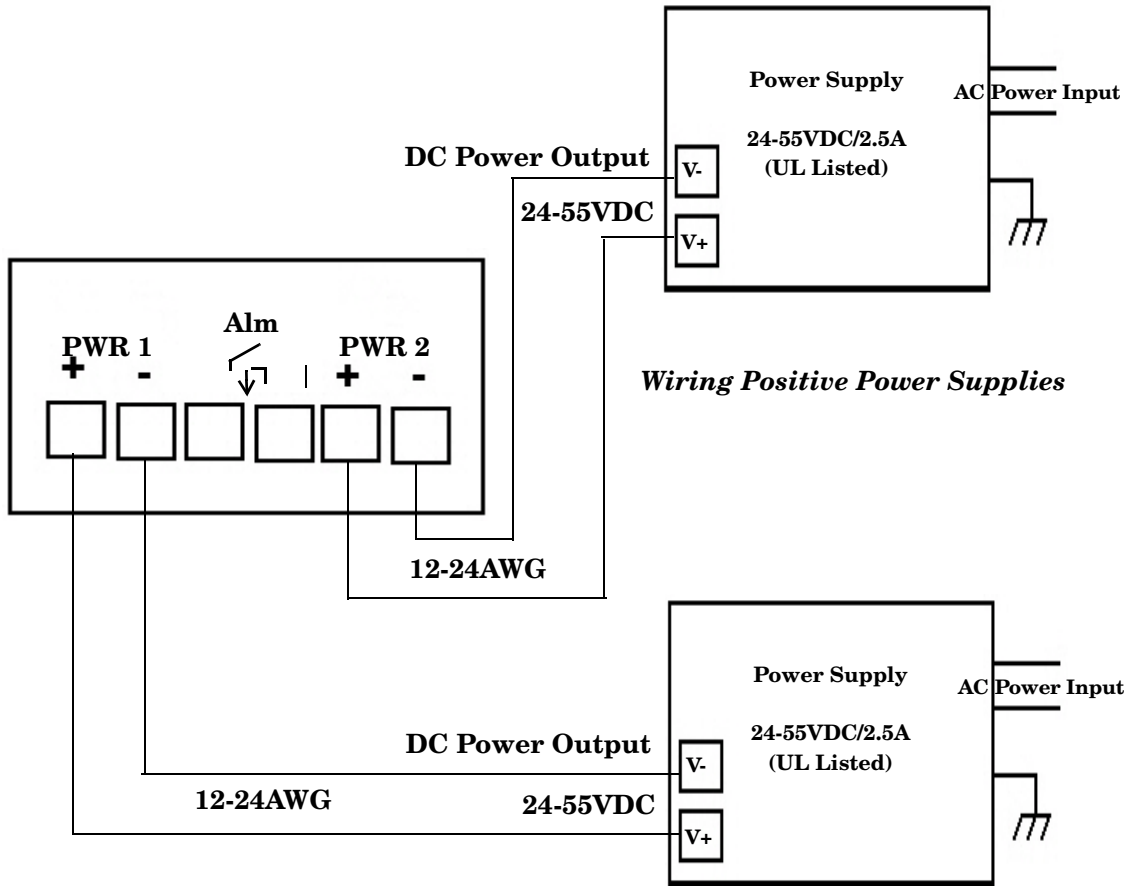 Power Supply
AC Power Input
24-55VDC/2.5A
(UL Listed)
DC Power Output
V-
24-55VDC
V+
Alm
PWR 1
PWR 2
+
-
+
-
Wiring Positive Power Supplies
12-24AWG
Power Supply
AC Power Input
24-55VDC/2.5A
(UL Listed)
DC Power Output
V-
12-24AWG
24-55VDC
V+